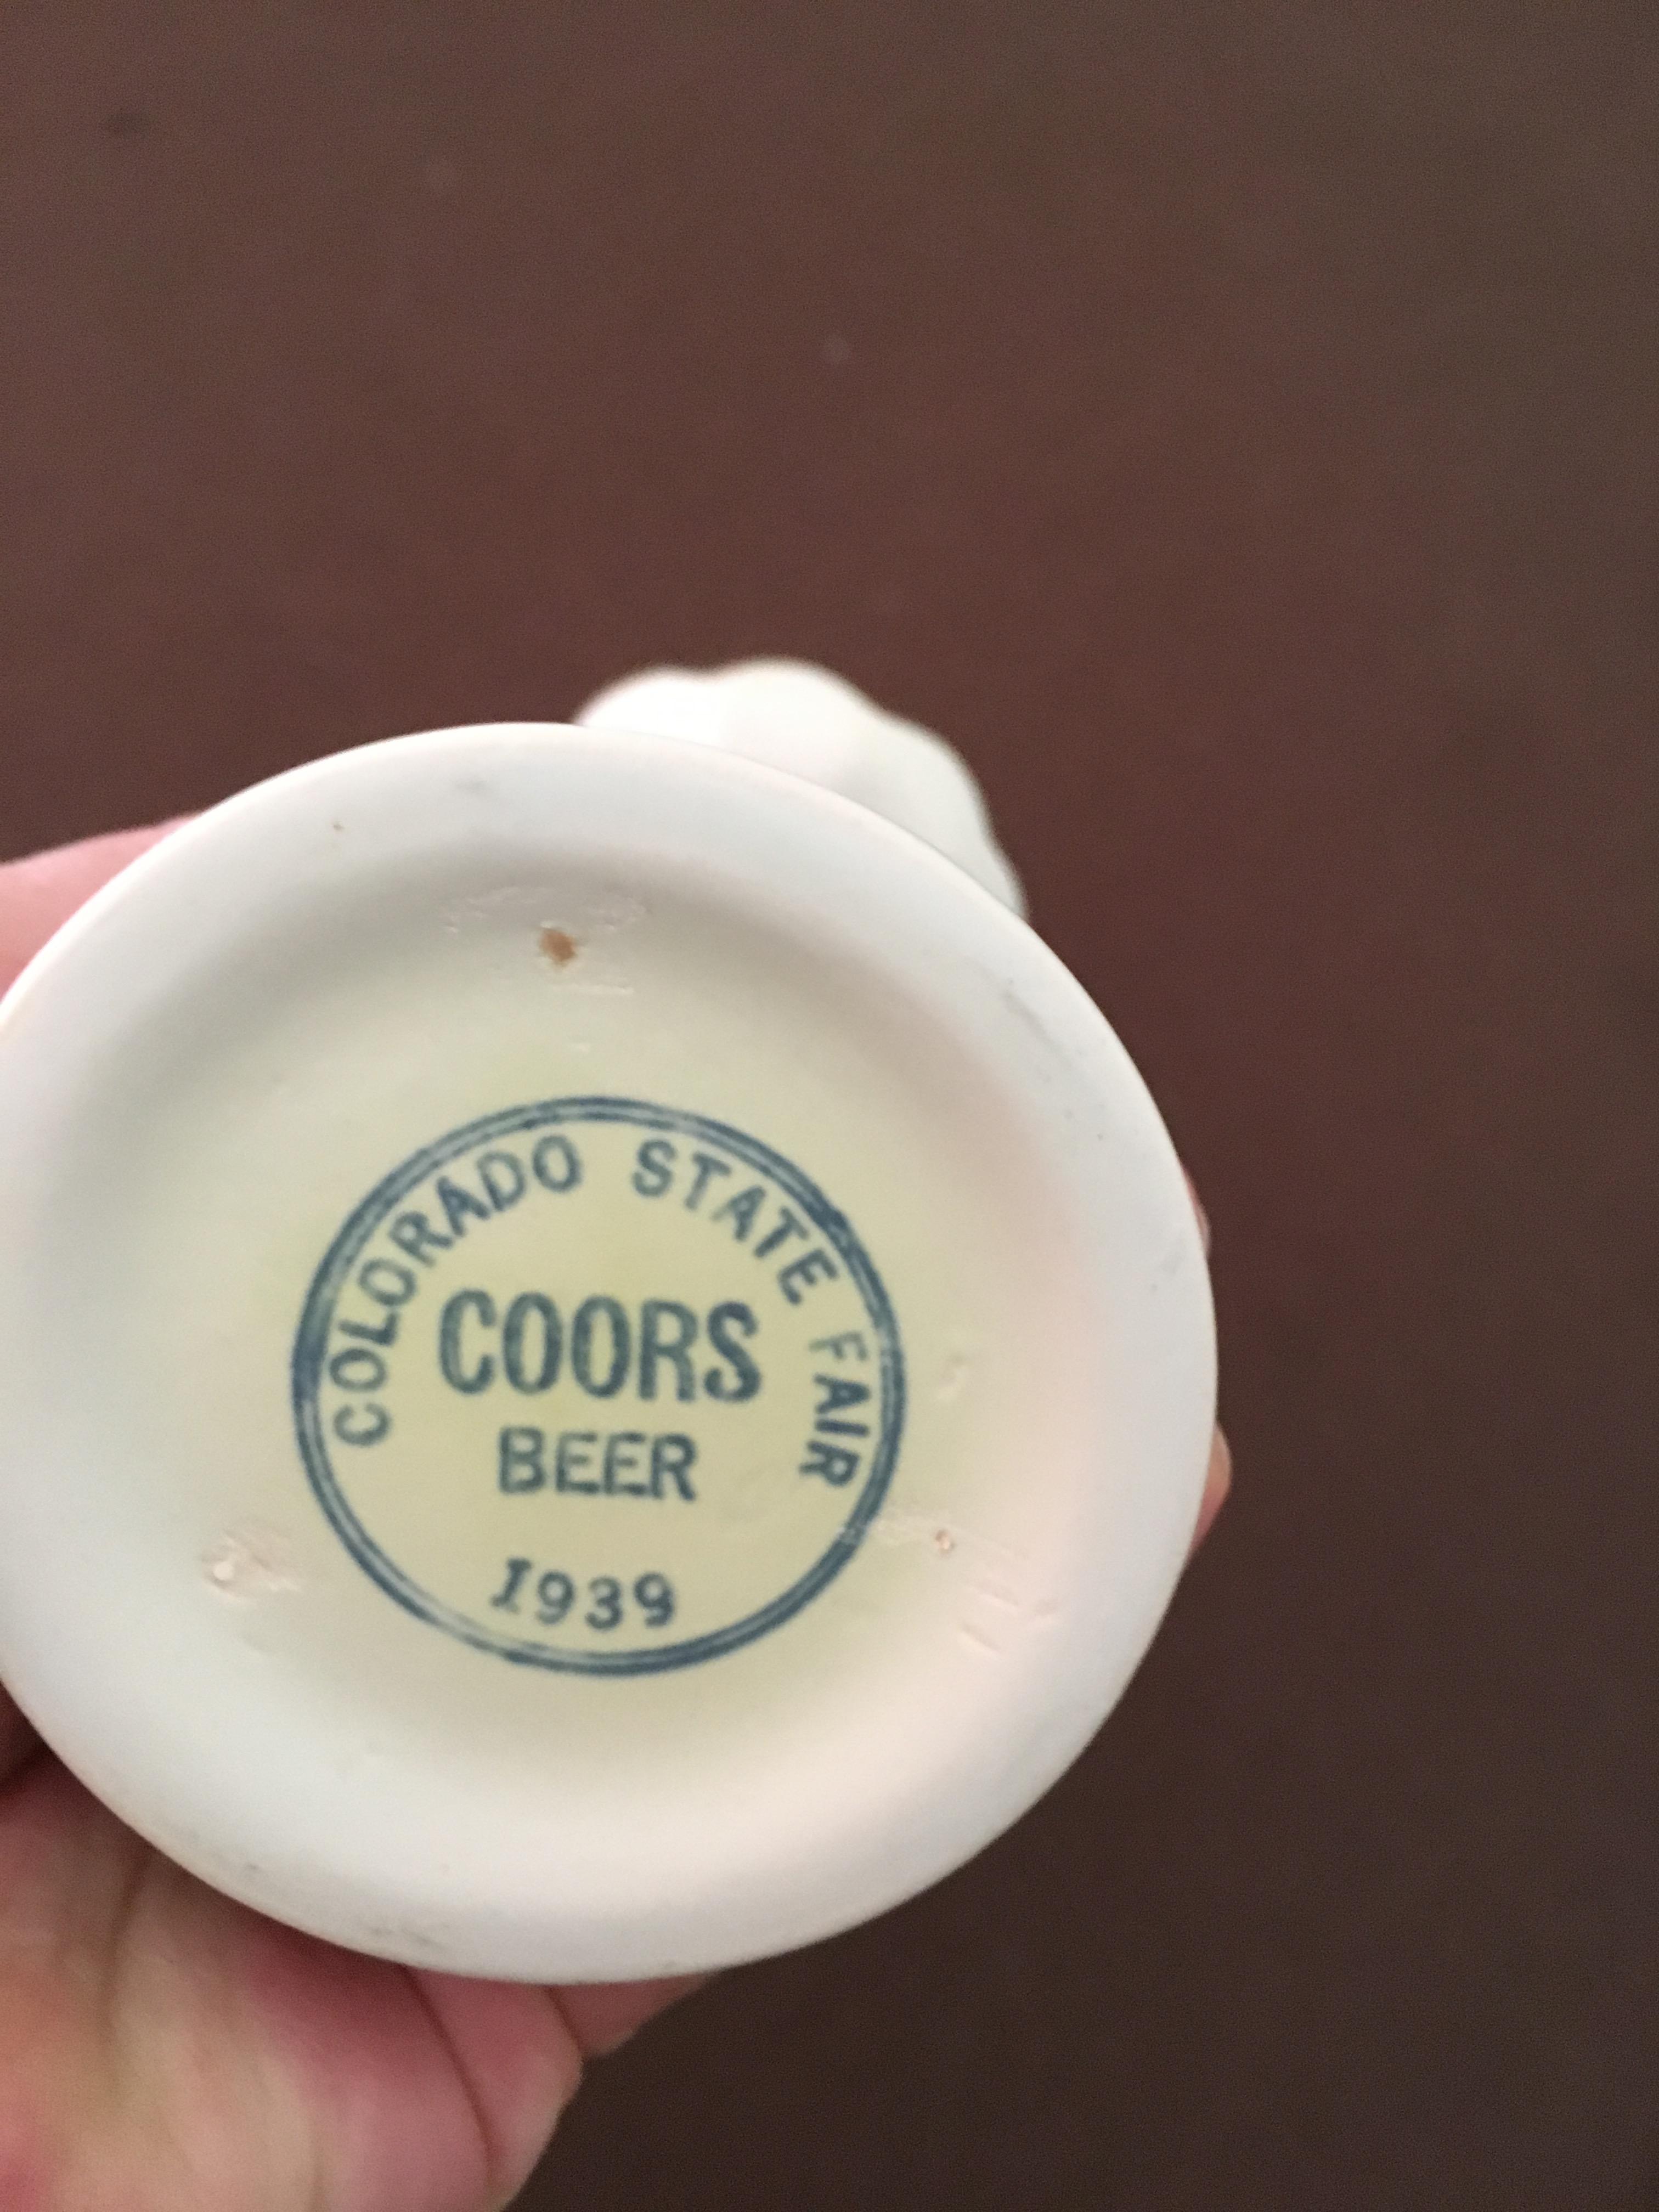 COLORADO STATE FAIR
COORS
BEER
1939